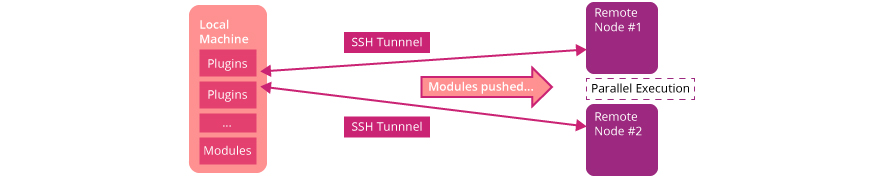 Local
Machine
Plugins
Plugins
...
Modules
SSH Tunnnel
Modules pushed...
SSH Tunnnel
Remote
Node #1
Parallel Execution
Remote
Node #2